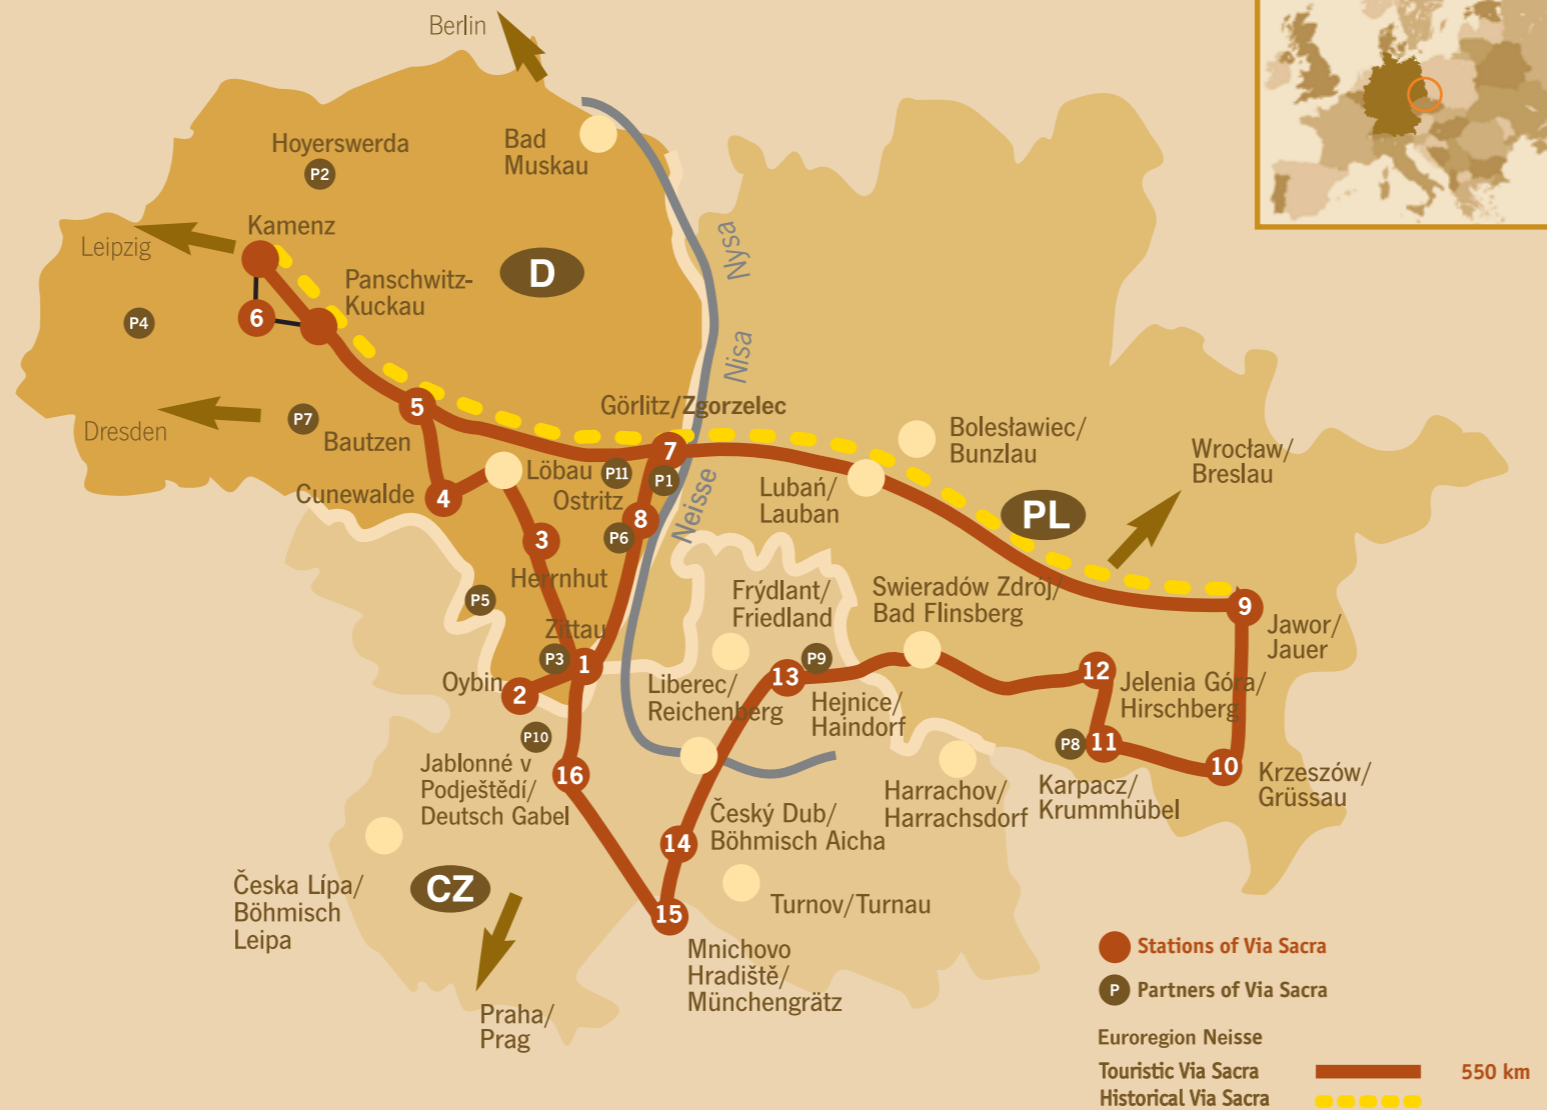 Berlin
Bad
Muskau
Hoyerswerda
P2
Kamenz
Leipzig
D
Nysa
Panschwitz-
Kuckau
6
P4
Nisa
Görlitz/Zgorzelec
5
P7
Dresden
Bautzen
7
Bolesławiec/
Bunzlau
Wrocław/
Breslau
Löbau
P11
P1
Cunewalde
4
Ostritz
Neisse
Lubań/
Lauban
PL
8
P6
3
Herrnhut
P5
Frýdlant/
Friedland
Swieradów Zdrój/
Bad Flinsberg
9
Jawor/
Jauer
Zittau
P3
1
P9
13
12
Oybin
2
Liberec/
Reichenberg
Hejnice/
Haindorf
Jelenia Góra/
Hirschberg
P10
P8
11
10
Jablonné v
Podještědí/
Deutsch Gabel
16
Harrachov/
Harrachsdorf
Karpacz/
Krummhübel
Krzeszów/
Grüssau
Český Dub/
Böhmisch Aicha
14
Česka Lípa/
Böhmisch
Leipa
CZ
15
Turnov/Turnau
Mnichovo
Hradiště/
Münchengrätz
Praha/
Prag
Stations of Via Sacra
P Partners of Via Sacra
Euroregion Neisse
Touristic Via Sacra 550 km
Historical Via Sacra